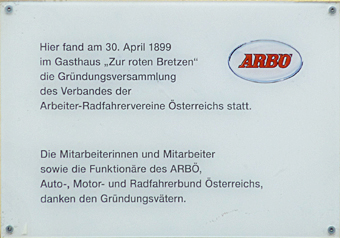 Hier fand am 30. April 1899
im Gasthaus „Zur roten Bretzen“
die Gründungsversammlung
des Verbandes der
Arbeiter-Radfahrervereine Österreichs statt.
ARBÖ
Die Mitarbeiterinnen und Mitarbeiter
sowie die Funktionäre des ARBÖ,
Auto-, Motor- und Radfahrerbund Österreichs,
danken den Gründungsvätern.